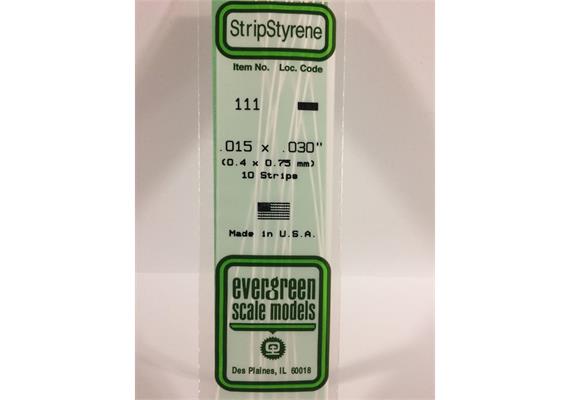 StripStyrene
Item No. Loc. Code
111
.015 x .030"
(0.4 x 0.75 mm)
10 Strips
Made in U.S.A.
evergreen
scale models
Des Plaines, IL 60018